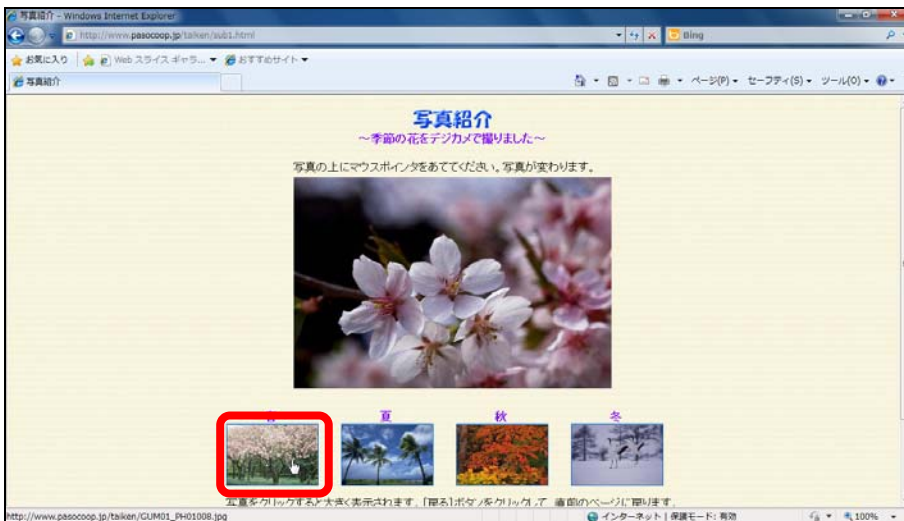 写真紹介 - Windows Internet Explorer
http://www.pasocoop.jp/taiken/sub1.html
Bing
お気に入り
Web スライス ギャラ...
おすすめサイト
写真紹介
ページ(P)
セーフティ(S)
ツール(O)
写真紹介
～季節の花をデジカメで撮りました～
写真の上にマウスポインタをあててください。写真が変わります。
夏 秋 冬
写真をクリックすると大きく表示されます。「戻る」ボタンをクリックして、直前のページに戻ります
http://www.pasocoop.jp/taiken/GUM01_PH01008.jpg
インターネット | 保護モード: 有効
100%